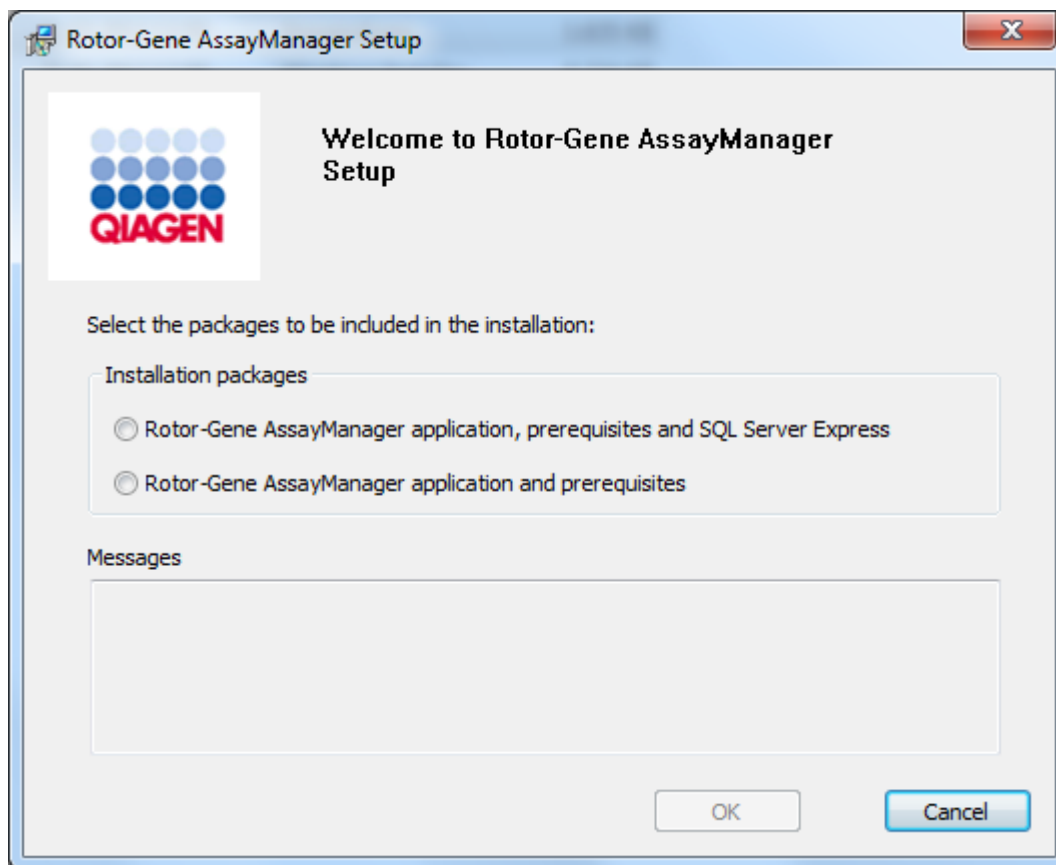 Rotor-Gene AssayManager Setup
QIAGEN
Welcome to Rotor-Gene AssayManager
Setup
Select the packages to be included in the installation:
Installation packages
Rotor-Gene AssayManager application, prerequisites and SQL Server Express
Rotor-Gene AssayManager application and prerequisites
Messages
OK
Cancel